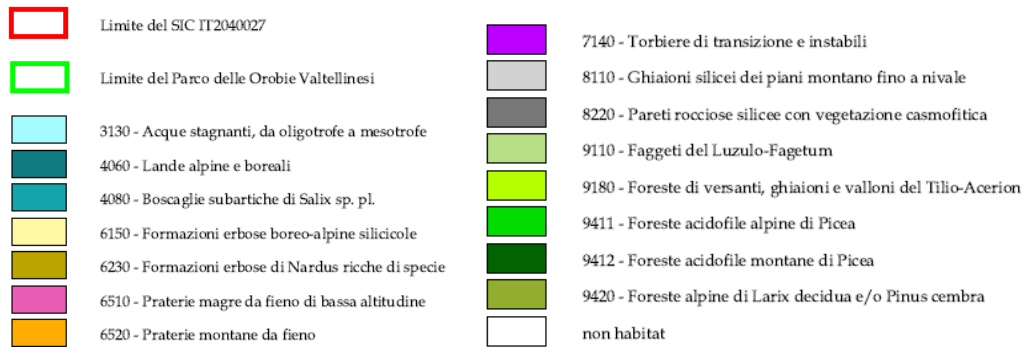 Limite del SIC IT2040027
Limite del Parco delle Orobie Valtellinesi
3130 - Acque stagnanti, da oligotrofe a mesotrofe
4060 - Lande alpine e boreali
4080 - Boscaglie subartiche di Salix sp. pl.
6150 - Formazioni erbose boreo-alpine silicicole
6230 - Formazioni erbose di Nardus ricche di specie
6510 - Praterie magre da fieno di bassa altitudine
6520 - Praterie montane da fieno
7140 - Torbiere di transizione e instabili
8110 - Ghiaioni silicei dei piani montano fino a nivale
8220 - Pareti rocciose silicee con vegetazione casmofitica
9110 - Faggeti del Luzulo-Fagetum
9180 - Foreste di versanti, ghiaioni e valloni del Tilio-Acerion
9411 - Foreste acidofile alpine di Picea
9412 - Foreste acidofile montane di Picea
9420 - Foreste alpine di Larix decidua e/o Pinus cembra
non habitat